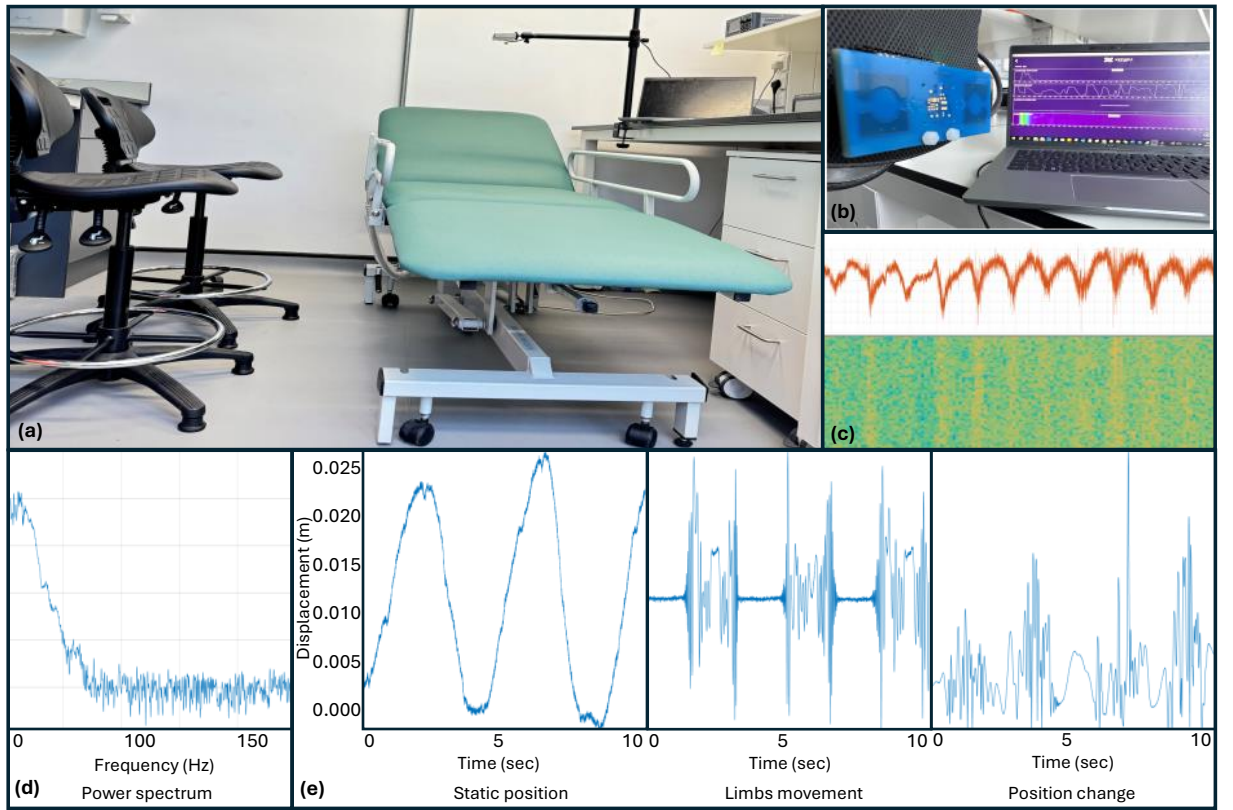 (a)
(b)
(c)
0 100 150
Frequency (Hz)
(d) Power spectrum
Displacement (m)
0.025
0.020
0.015
0.010
0.005
0.000
0 5 10
Time (sec)
(e) Static position
0 5 10
Time (sec)
Limbs movement
0 5 10
Time (sec)
Position change